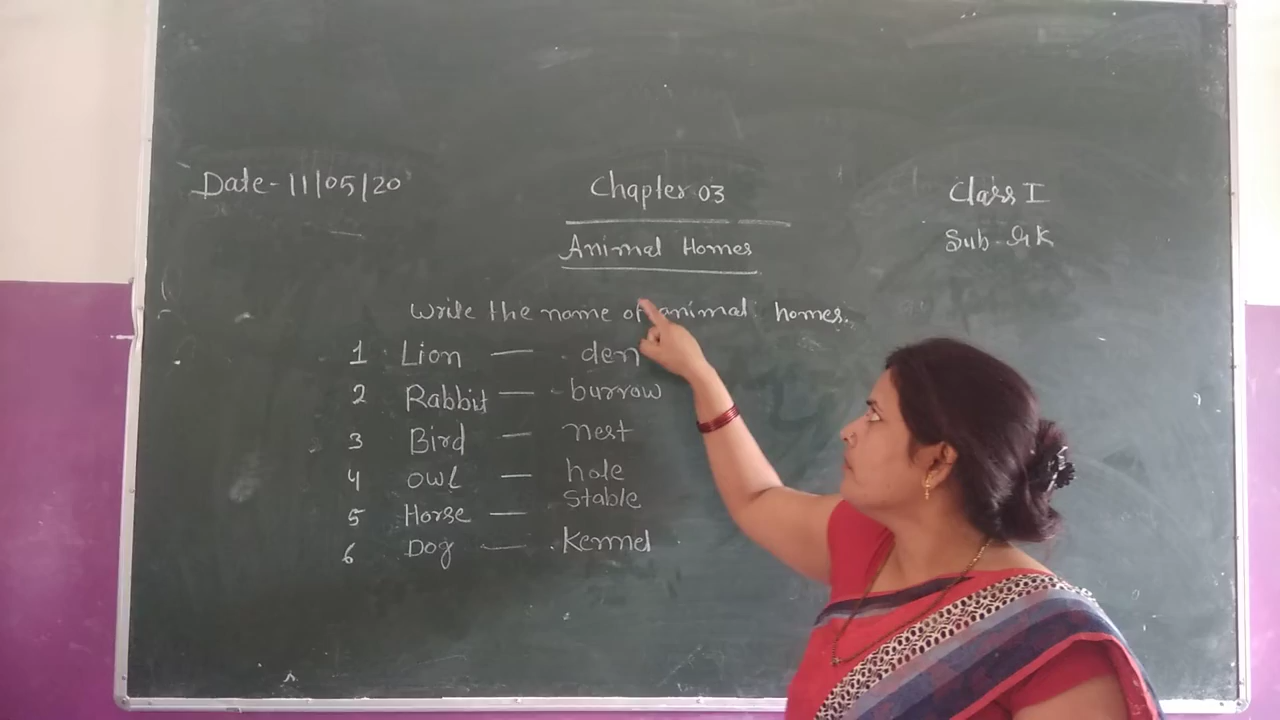 Date-11/05/20
Chapter 03
Class I
Sub-GK
Animal Homes
Write the name of animal homes.
1 Lion — den
2 Rabbit — burrow
3 Bird — nest
4 owl — hole
5 Horse — stable
6 Dog — Kennel